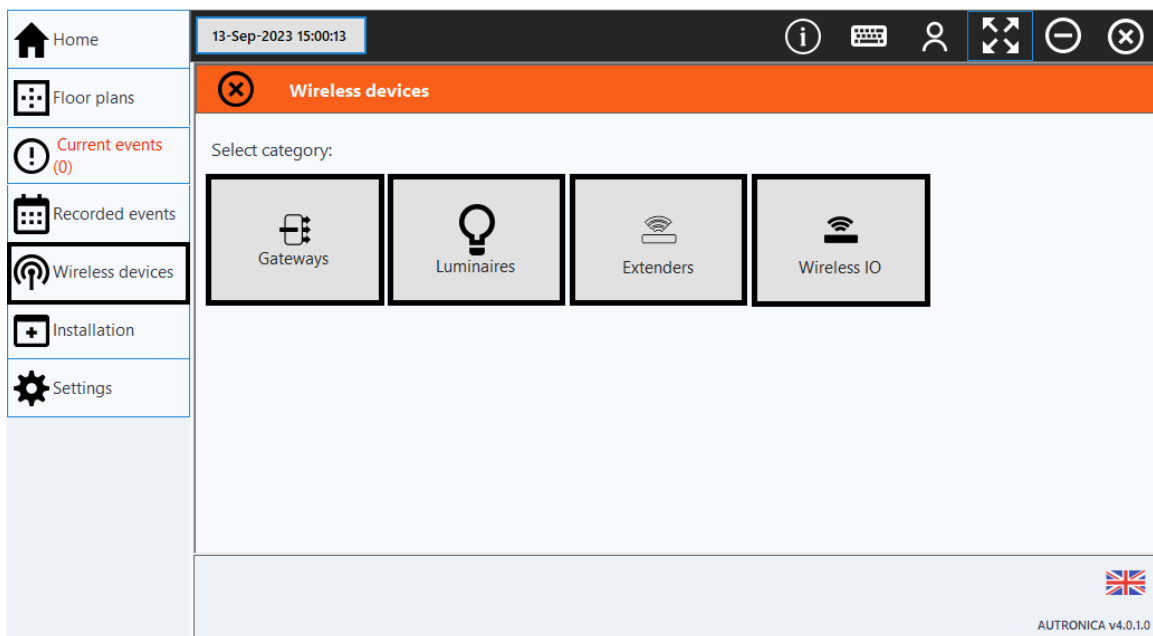 Home
13-Sep-2023 15:00:13
Floor plans
Wireless devices
Current events
(0)
Select category:
Recorded events
Gateways
Luminaires
Extenders
Wireless IO
Wireless devices
Installation
Settings
AUTRONICA v4.0.1.0